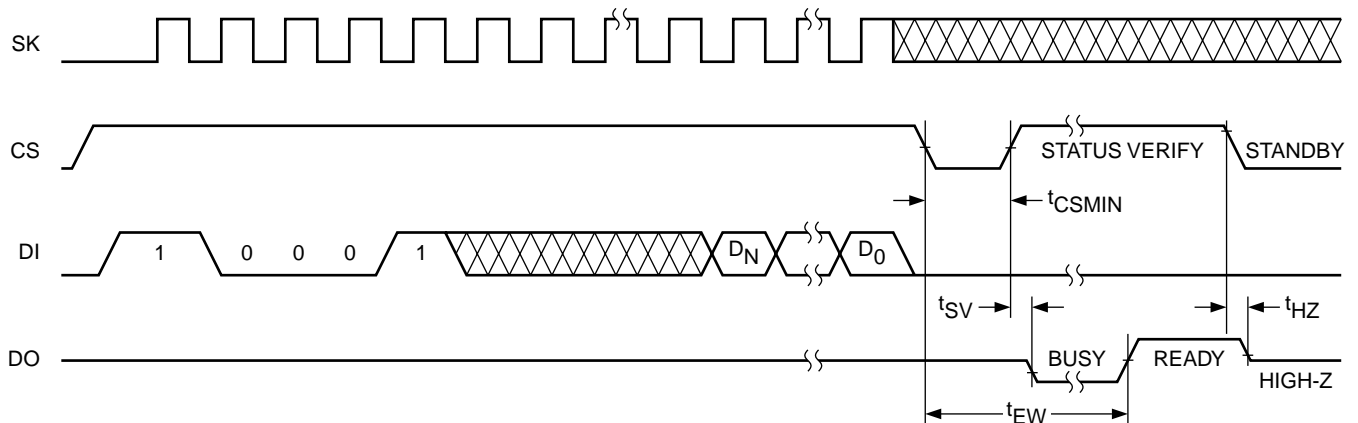 SK
CS
STATUS VERIFY STANDBY
tCSMIN
DI 1 0 0 0 1 DN D0
tSV tHZ
DO BUSY READY
HIGH-Z
tEW